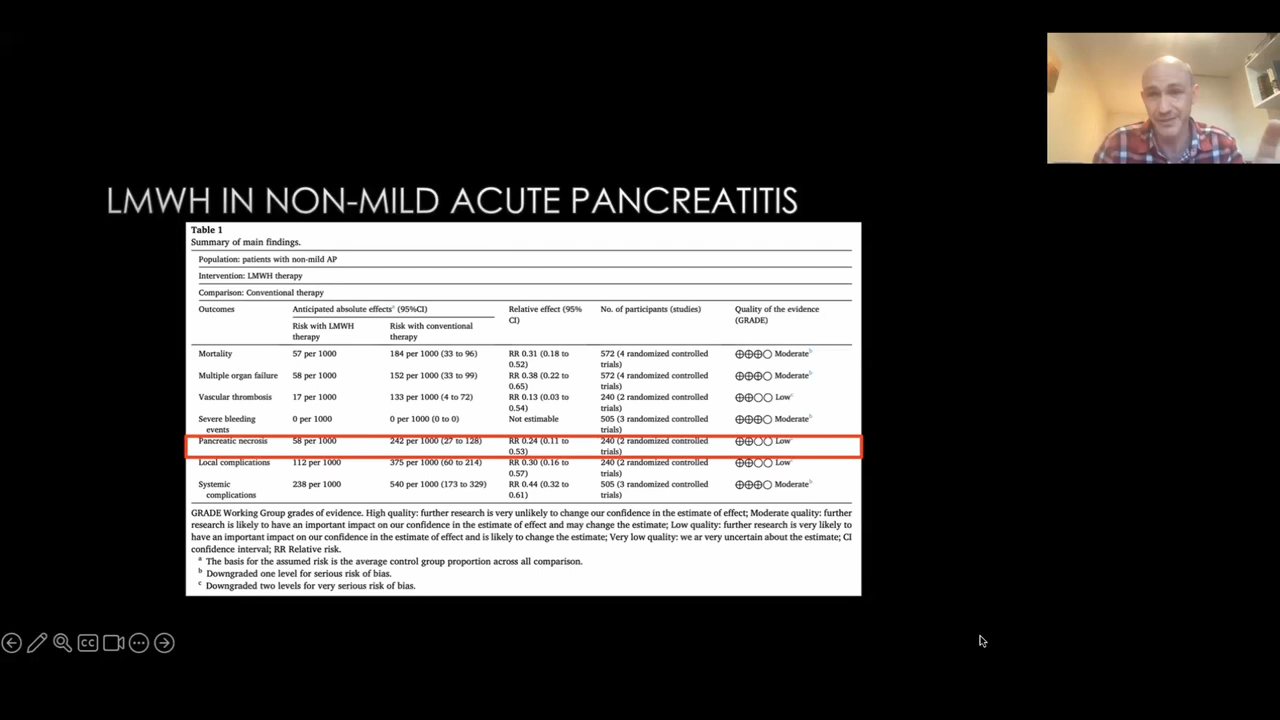 LMWH IN NON-MILD ACUTE PANCREATITIS
Table 1
Summary of main findings.
Population: patients with non-mild AP
Intervention: LMWH therapy
Comparison: Conventional therapy
Outcomes Anticipated absolute effectsa (95%CI) Relative effect (95% CI) No. of participants (studies) Quality of the evidence (GRADE)
Risk with LMWH therapy Risk with conventional therapy
Mortality 57 per 1000 184 per 1000 (33 to 96) RR 0.31 (0.18 to 0.52) 572 (4 randomized controlled trials) ⊕⊕⊕○ Moderateb
Multiple organ failure 58 per 1000 152 per 1000 (33 to 99) RR 0.38 (0.22 to 0.65) 572 (4 randomized controlled trials) ⊕⊕⊕○ Moderateb
Vascular thrombosis 17 per 1000 133 per 1000 (4 to 72) RR 0.13 (0.03 to 0.54) 240 (2 randomized controlled trials) ⊕⊕○○ Lowc
Severe bleeding events 0 per 1000 0 per 1000 (0 to 0) Not estimable 505 (3 randomized controlled trials) ⊕⊕⊕○ Moderateb
Pancreatic necrosis 58 per 1000 242 per 1000 (27 to 128) RR 0.24 (0.11 to 0.53) 240 (2 randomized controlled trials) ⊕⊕○○ Lowc
Local complications 112 per 1000 375 per 1000 (60 to 214) RR 0.30 (0.16 to 0.57) 240 (2 randomized controlled trials) ⊕⊕○○ Lowc
Systemic complications 238 per 1000 540 per 1000 (173 to 329) RR 0.44 (0.32 to 0.61) 505 (3 randomized controlled trials) ⊕⊕⊕○ Moderateb
GRADE Working Group grades of evidence. High quality: further research is very unlikely to change our confidence in the estimate of effect; Moderate quality: further
research is likely to have an important impact on our confidence in the estimate of effect and may change the estimate; Low quality: further research is very likely to
have an important impact on our confidence in the estimate of effect and is likely to change the estimate; Very low quality: we ar very uncertain about the estimate; CI
confidence interval; RR Relative risk.
a The basis for the assumed risk is the average control group proportion across all comparison.
b Downgraded one level for serious risk of bias.
c Downgraded two levels for very serious risk of bias.
CC